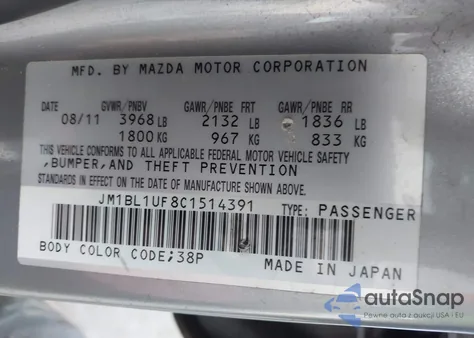 MFD. BY MAZDA MOTOR CORPORATION
DATE GVWR/PNBV GAWR/PNBE FRT GAWR/PNBE RR
08/11 3968 LB 2132 LB 1836 LB
1800 KG 967 KG 833 KG
THIS VEHICLE CONFORMS TO ALL APPLICABLE FEDERAL MOTOR VEHICLE SAFETY
,BUMPER,AND THEFT PREVENTION
STANDARDS IN EFFECT ON THE DATE OF MANUFACTURE SHOWN ABOVE.
JM1BL1UF8C1514391 TYPE: PASSENGER
BODY COLOR CODE;38P MADE IN JAPAN
autoSnap
Pewne auta z aukcji USA i EU